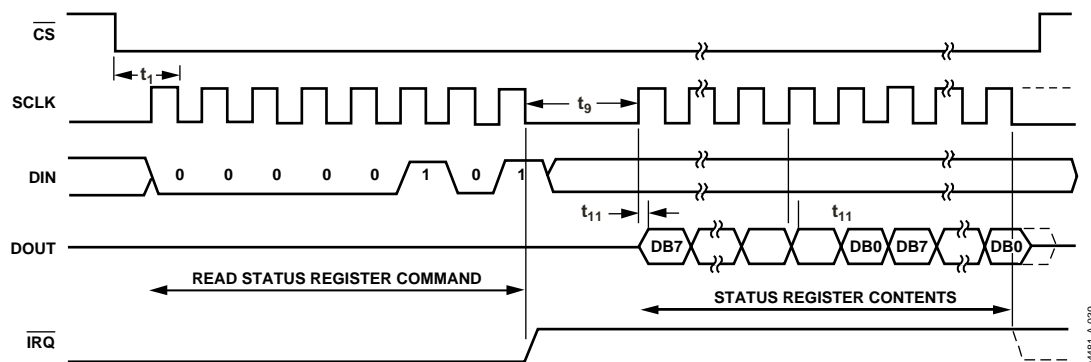 CS
t1
SCLK
t9
DIN
0 0 0 0 0 1 0 1
t11
t11
DOUT
DB7
DB0
DB7
DB0
READ STATUS REGISTER COMMAND
STATUS REGISTER CONTENTS
IRQ